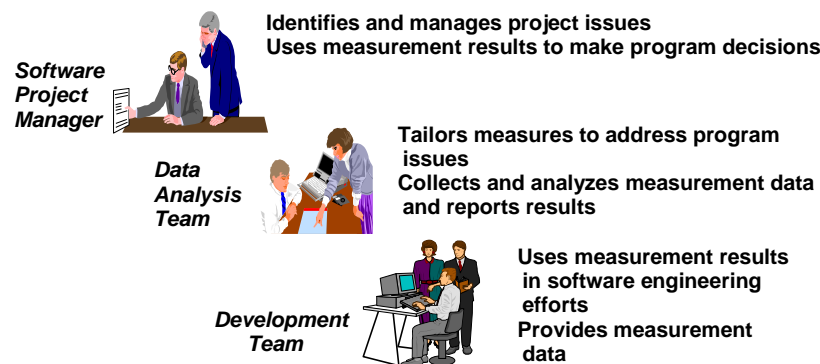 Identifies and manages project issues
Uses measurement results to make program decisions
Software
Project
Manager
Tailors measures to address program
issues
Collects and analyzes measurement data
and reports results
Data
Analysis
Team
Uses measurement results
in software engineering
efforts
Provides measurement
data
Development
Team